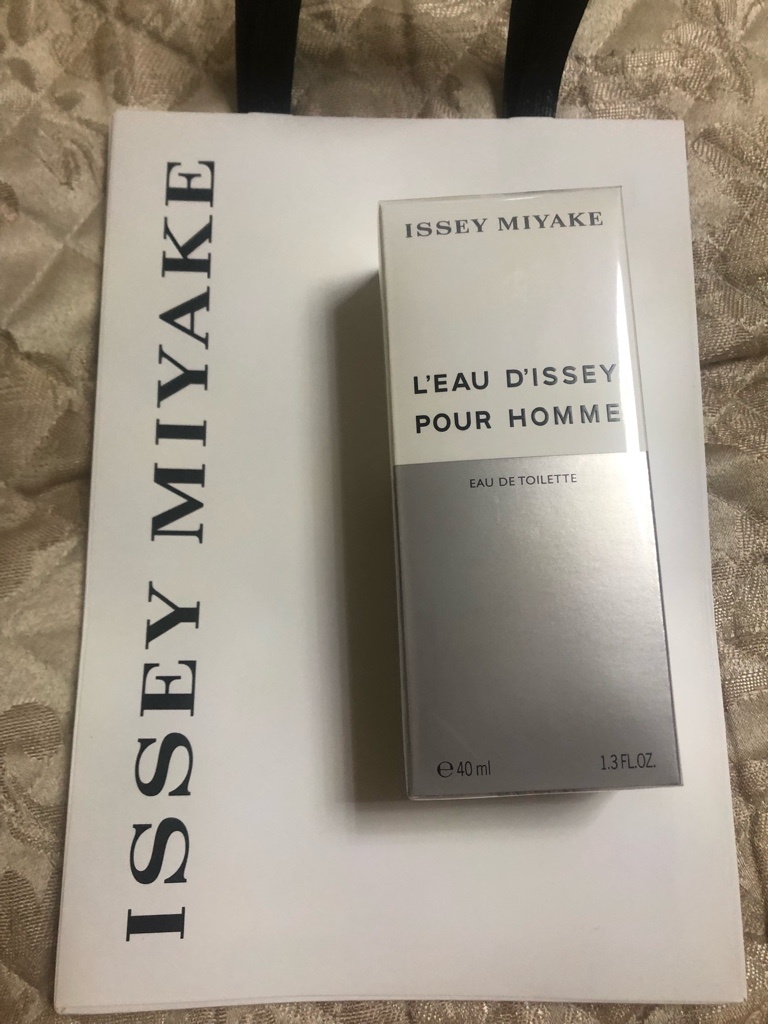 ISSEY MIYAKE
ISSEY MIYAKE
L'EAU D'ISSEY
POUR HOMME
EAU DE TOILETTE
℮ 40 ml
1.3 FL.OZ.